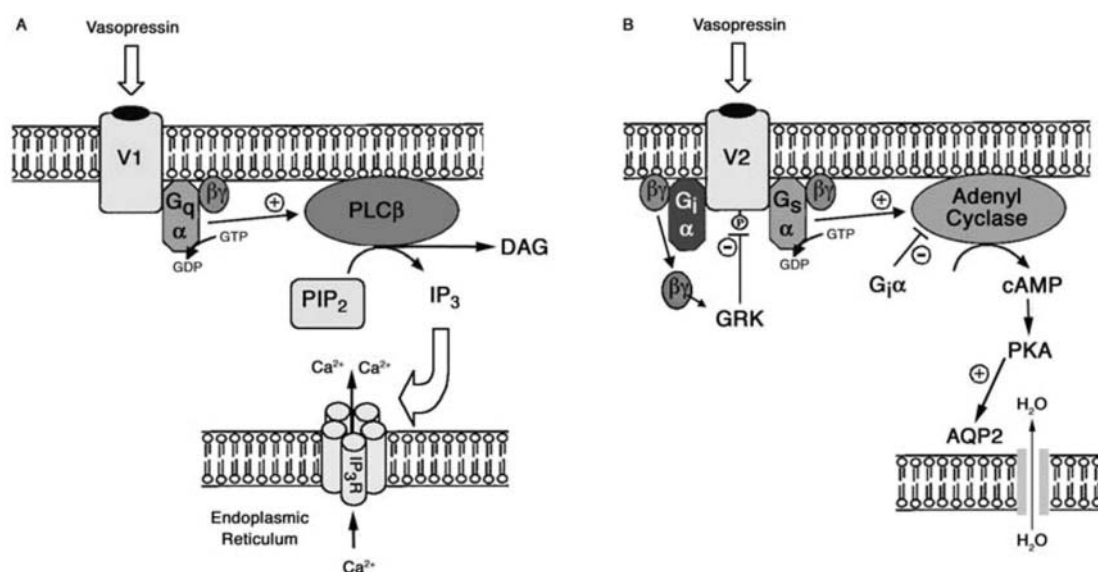 A
Vasopressin
V1
Gq
α
βγ
+
GTP
GDP
PLCβ
DAG
PIP2
IP3
Ca2+ Ca2+
IP3R
Endoplasmic
Reticulum
Ca2+
B
Vasopressin
V2
βγ
Gi
α
P
−
βγ
GRK
Gs
α
βγ
+
GTP
GDP
Adenyl
Cyclase
−
Giα
cAMP
PKA
+
H2O
AQP2
H2O